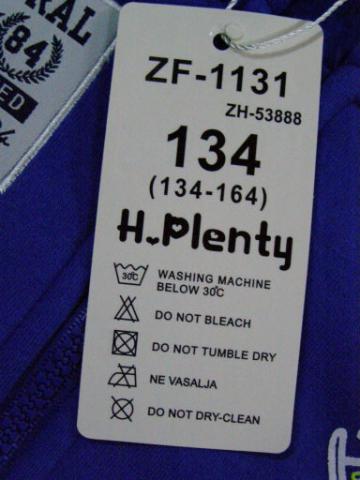 RAL
84
ED
ZF-1131
ZH-53888
134
(134-164)
H.Plenty
30°C
WASHING MACHINE
BELOW 30°C
DO NOT BLEACH
DO NOT TUMBLE DRY
NE VASALJA
DO NOT DRY-CLEAN